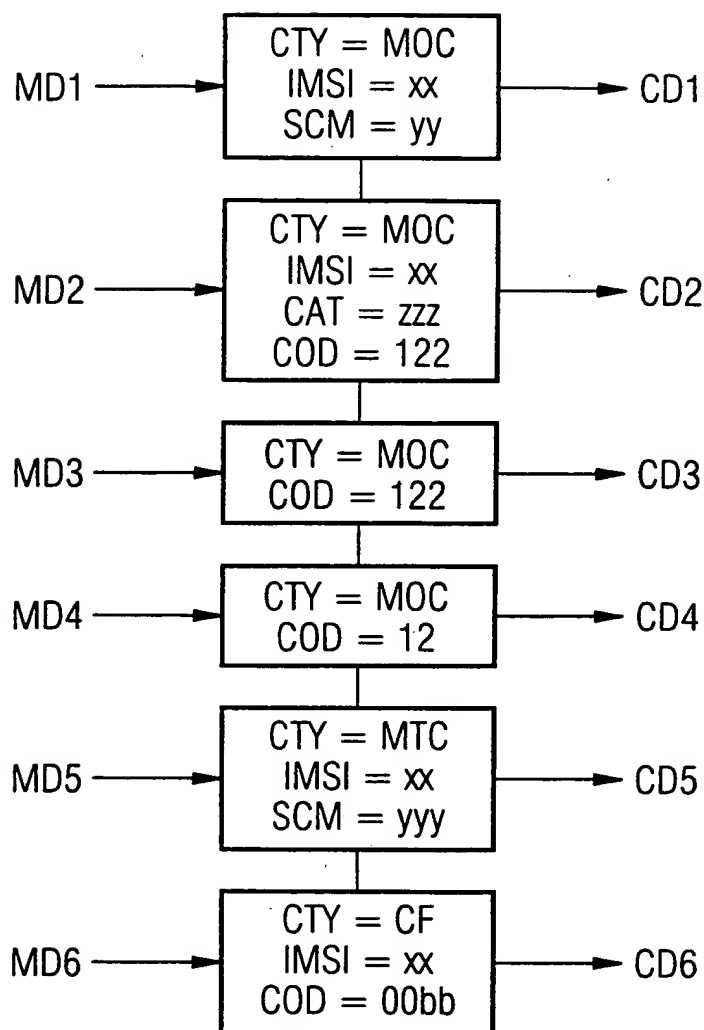 CTY = MOC
MD1 IMSI = xx CD1
SCM = yy
CTY = MOC
IMSI = xx
MD2 CD2
CAT = zzz
COD = 122
CTY = MOC
MD3 CD3
COD = 122
CTY = MOC
MD4 CD4
COD = 12
CTY = MTC
MD5 IMSI = xx CD5
SCM = yyy
CTY = CF
MD6 IMSI = xx CD6
COD = 00bb